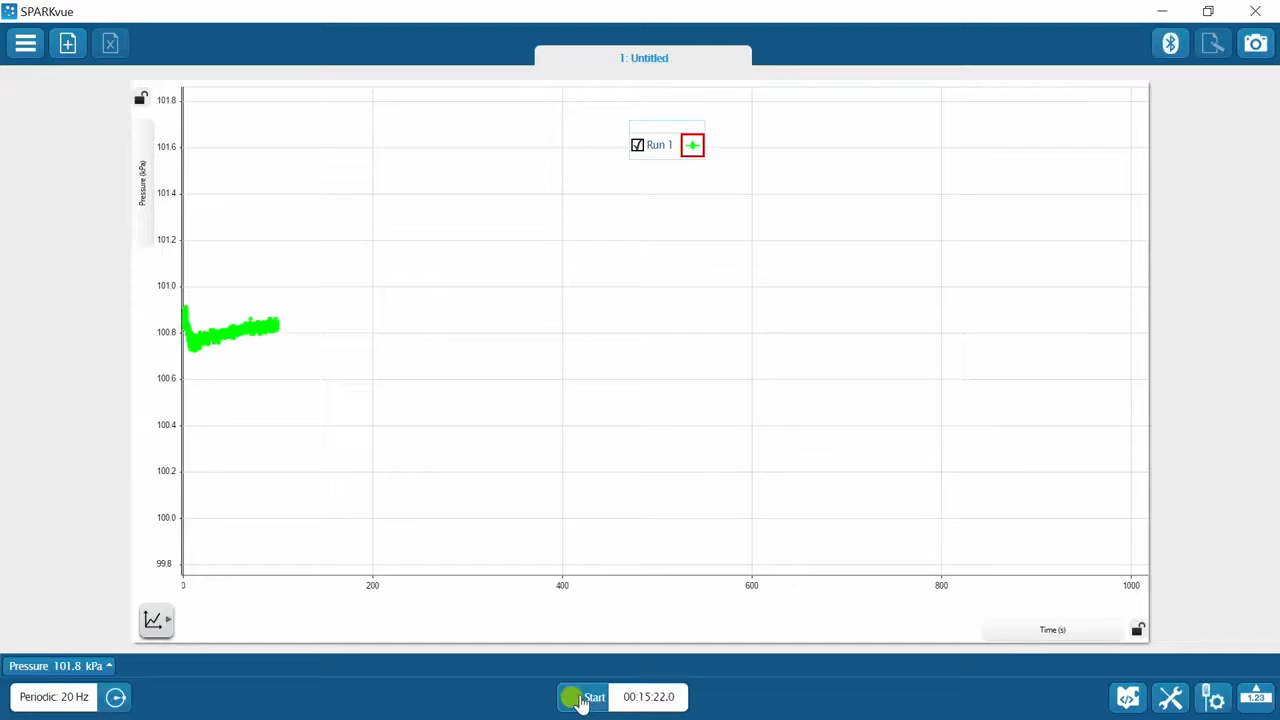 SPARKvue
1: Untitled
Run 1
Pressure (kPa)
101.8
101.6
101.4
101.2
101.0
100.8
100.6
100.4
100.2
100.0
99.8
0 200 400 600 800 1000
Time (s)
Pressure 101.8 kPa
Periodic: 20 Hz
Start 00:15:22.0
1.23